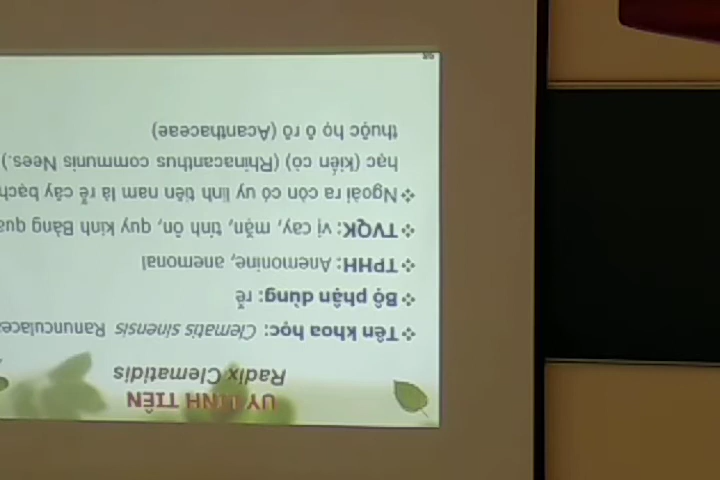 UY LINH TIÊN
Radix Clematidis
❖ Tên khoa học: Clematis sinensis
❖ Bộ phận dùng: rễ
❖ TPHH: Anemonine, anemonal
❖ TVQK: vị cay, mặn, tính ôn, quy kinh Bàng
❖ Ngoài ra còn có uy linh tiên nam là rễ cây bạch
hạc (kiến cò) (Rhinacanthus communis Nees.)
thuộc họ ô rô (Acanthaceae)